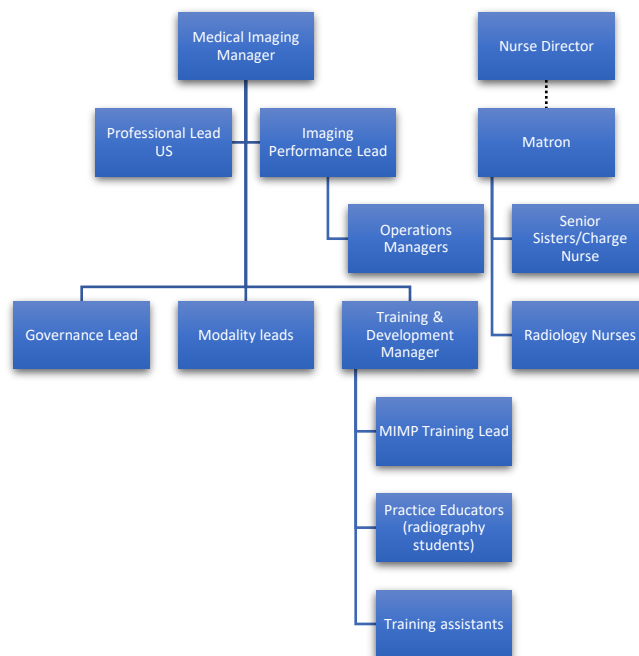 Medical Imaging
Manager
Nurse Director
Professional Lead
US
Imaging
Performance Lead
Matron
Operations
Managers
Senior
Sisters/Charge
Nurse
Governance Lead
Modality leads
Training &
Development
Manager
Radiology Nurses
MIMP Training Lead
Practice Educators
(radiography
students)
Training assistants